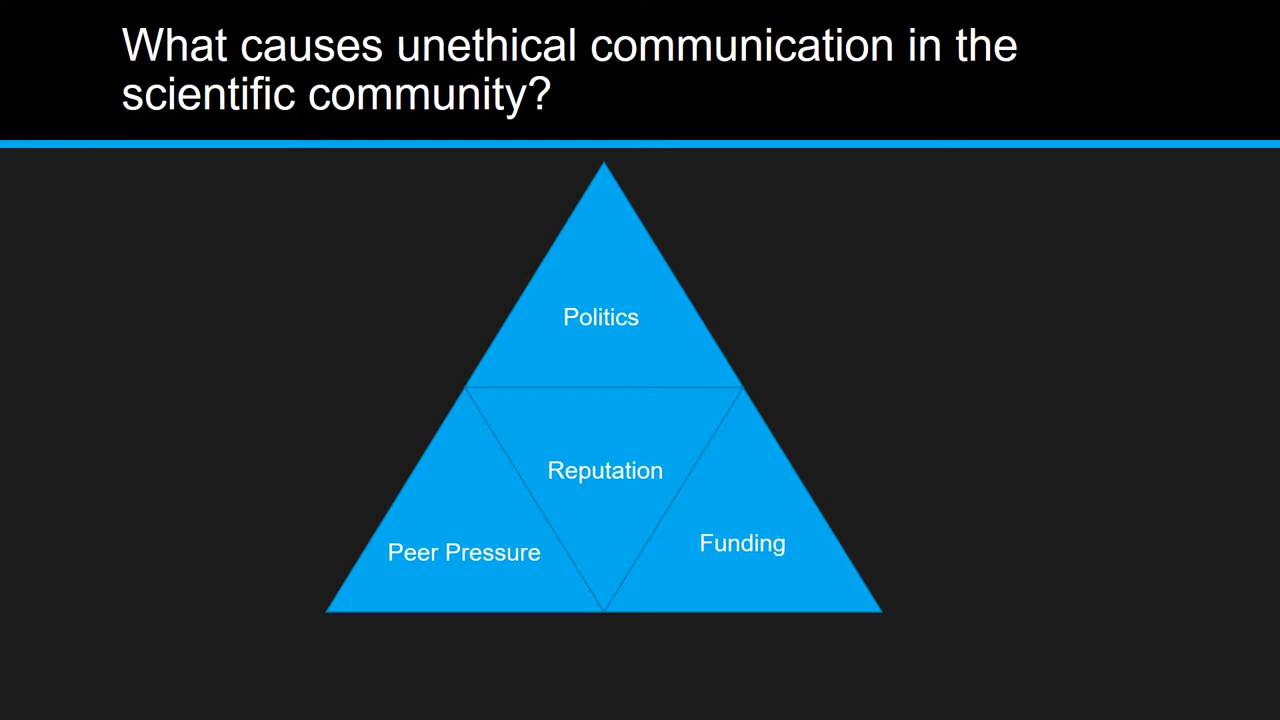 What causes unethical communication in the
scientific community?
Politics
Reputation
Peer Pressure
Funding